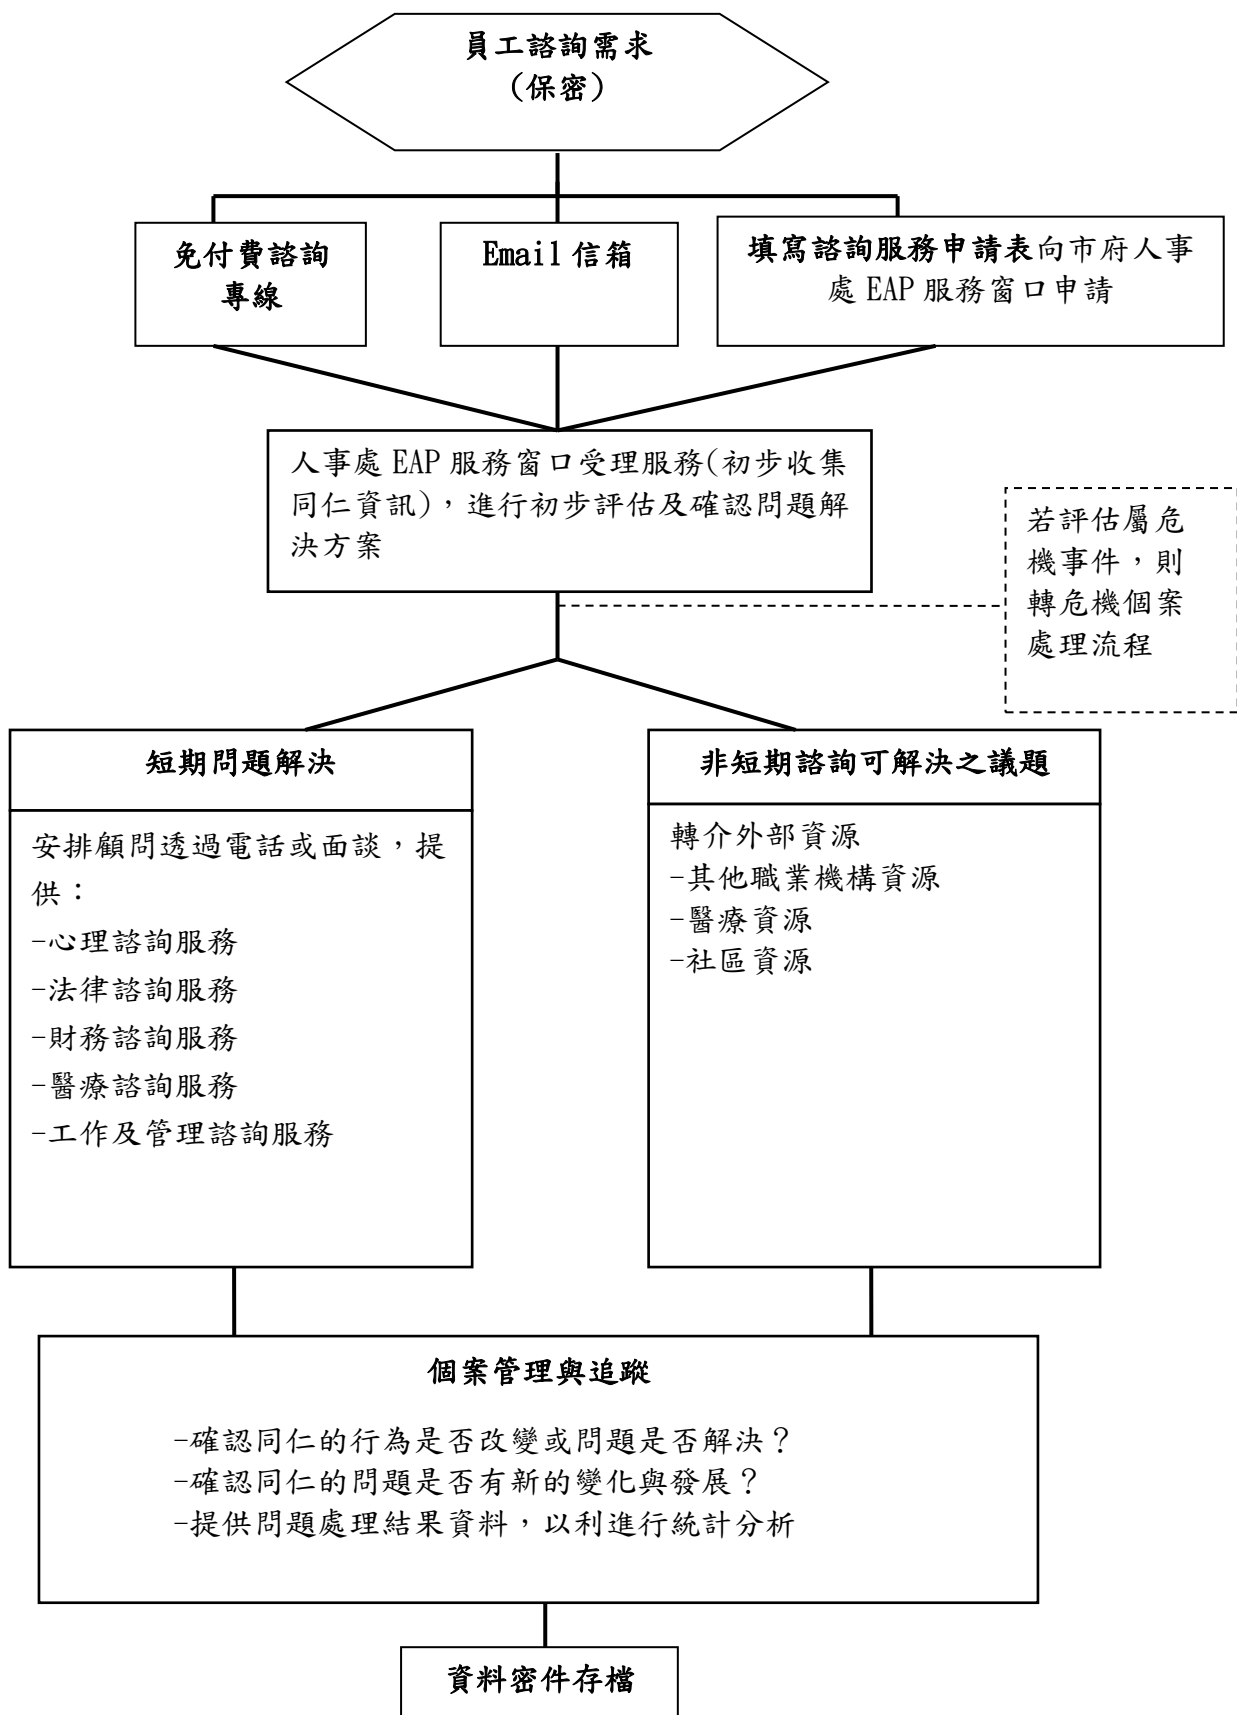 員工諮詢需求
(保密)
免付費諮詢
專線
Email 信箱
填寫諮詢服務申請表向市府人事
處 EAP 服務窗口申請
人事處 EAP 服務窗口受理服務(初步收集
同仁資訊)，進行初步評估及確認問題解
決方案
若評估屬危
機事件，則
轉危機個案
處理流程
短期問題解決
安排顧問透過電話或面談，提
供：
-心理諮詢服務
-法律諮詢服務
-財務諮詢服務
-醫療諮詢服務
-工作及管理諮詢服務
非短期諮詢可解決之議題
轉介外部資源
-其他職業機構資源
-醫療資源
-社區資源
個案管理與追蹤
-確認同仁的行為是否改變或問題是否解決？
-確認同仁的問題是否有新的變化與發展？
-提供問題處理結果資料，以利進行統計分析
資料密件存檔